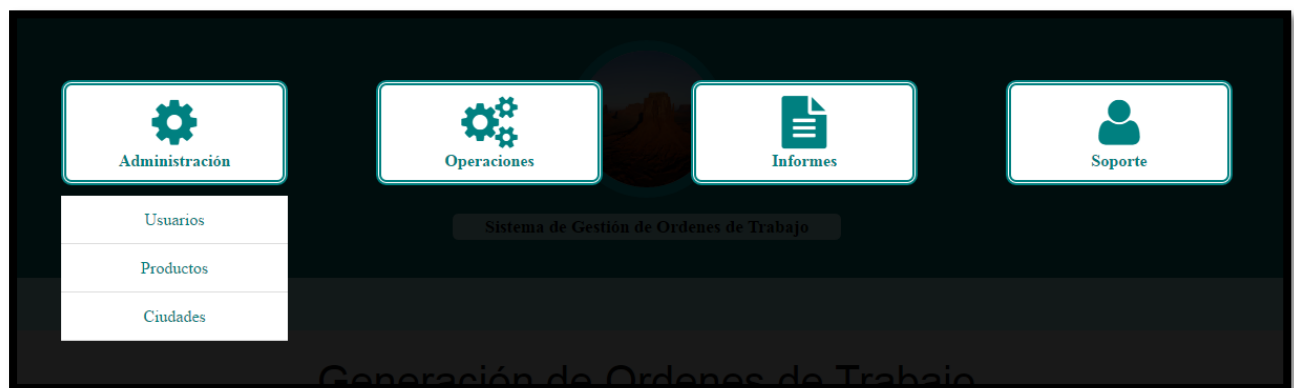 Administración
Operaciones
Informes
Soporte
Usuarios
Productos
Ciudades
Sistema de Gestión de Ordenes de Trabajo
Generación de Ordenes de Trabajo